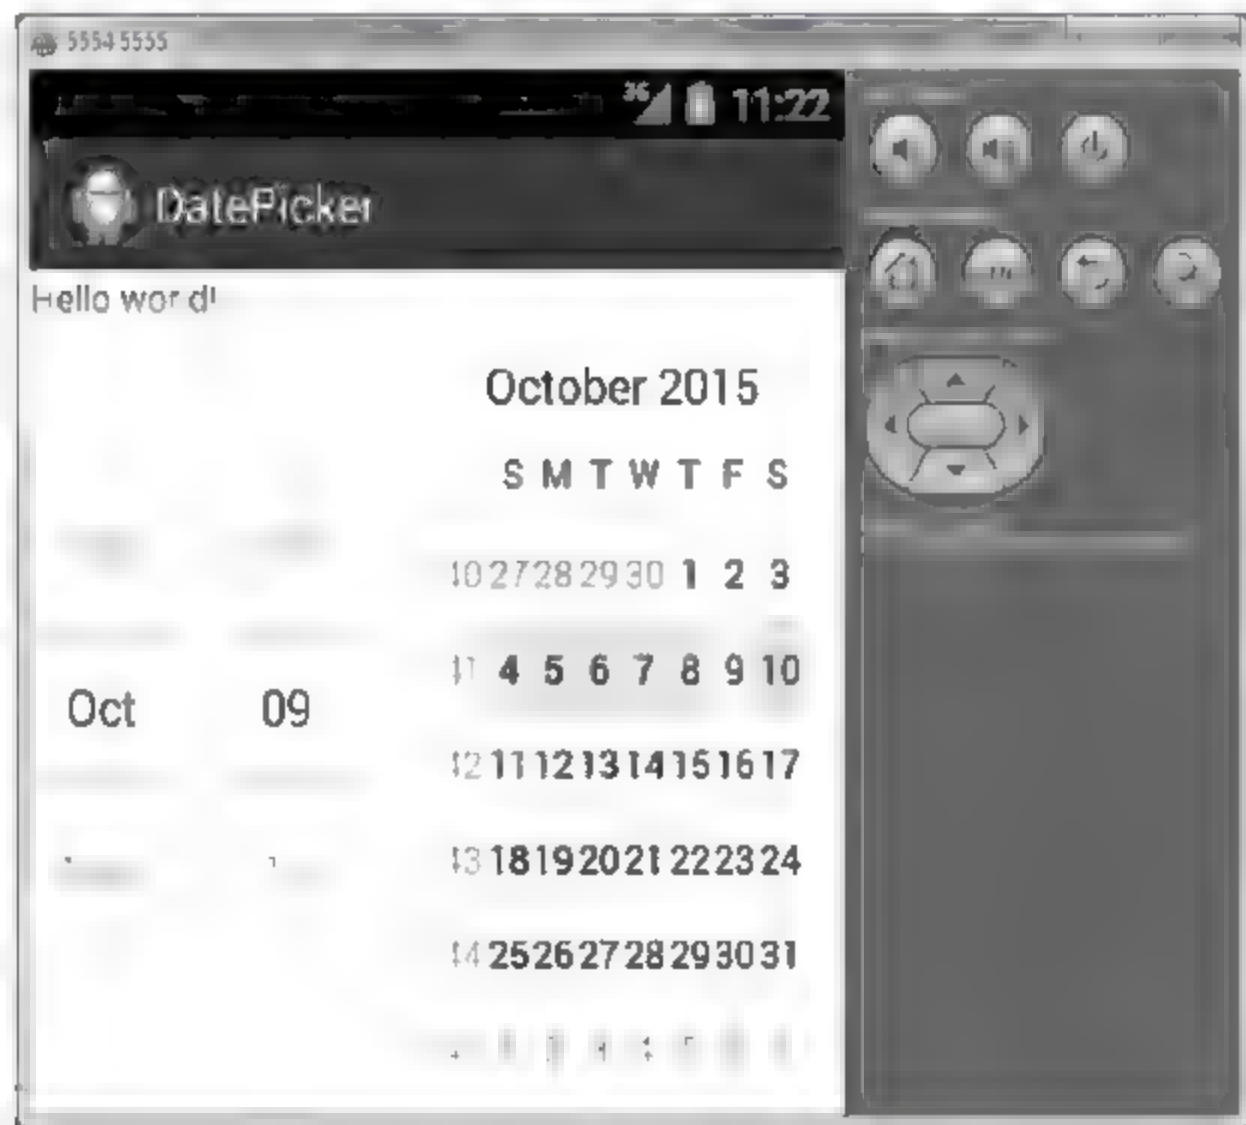 5554 5555
3G 11:22
DatePicker
Hello wor d!
October 2015
S M T W T F S
40 27 28 29 30 1 2 3
41 4 5 6 7 8 9 10
Oct 09
42 11 12 13 14 15 16 17
43 18 19 20 21 22 23 24
44 25 26 27 28 29 30 31